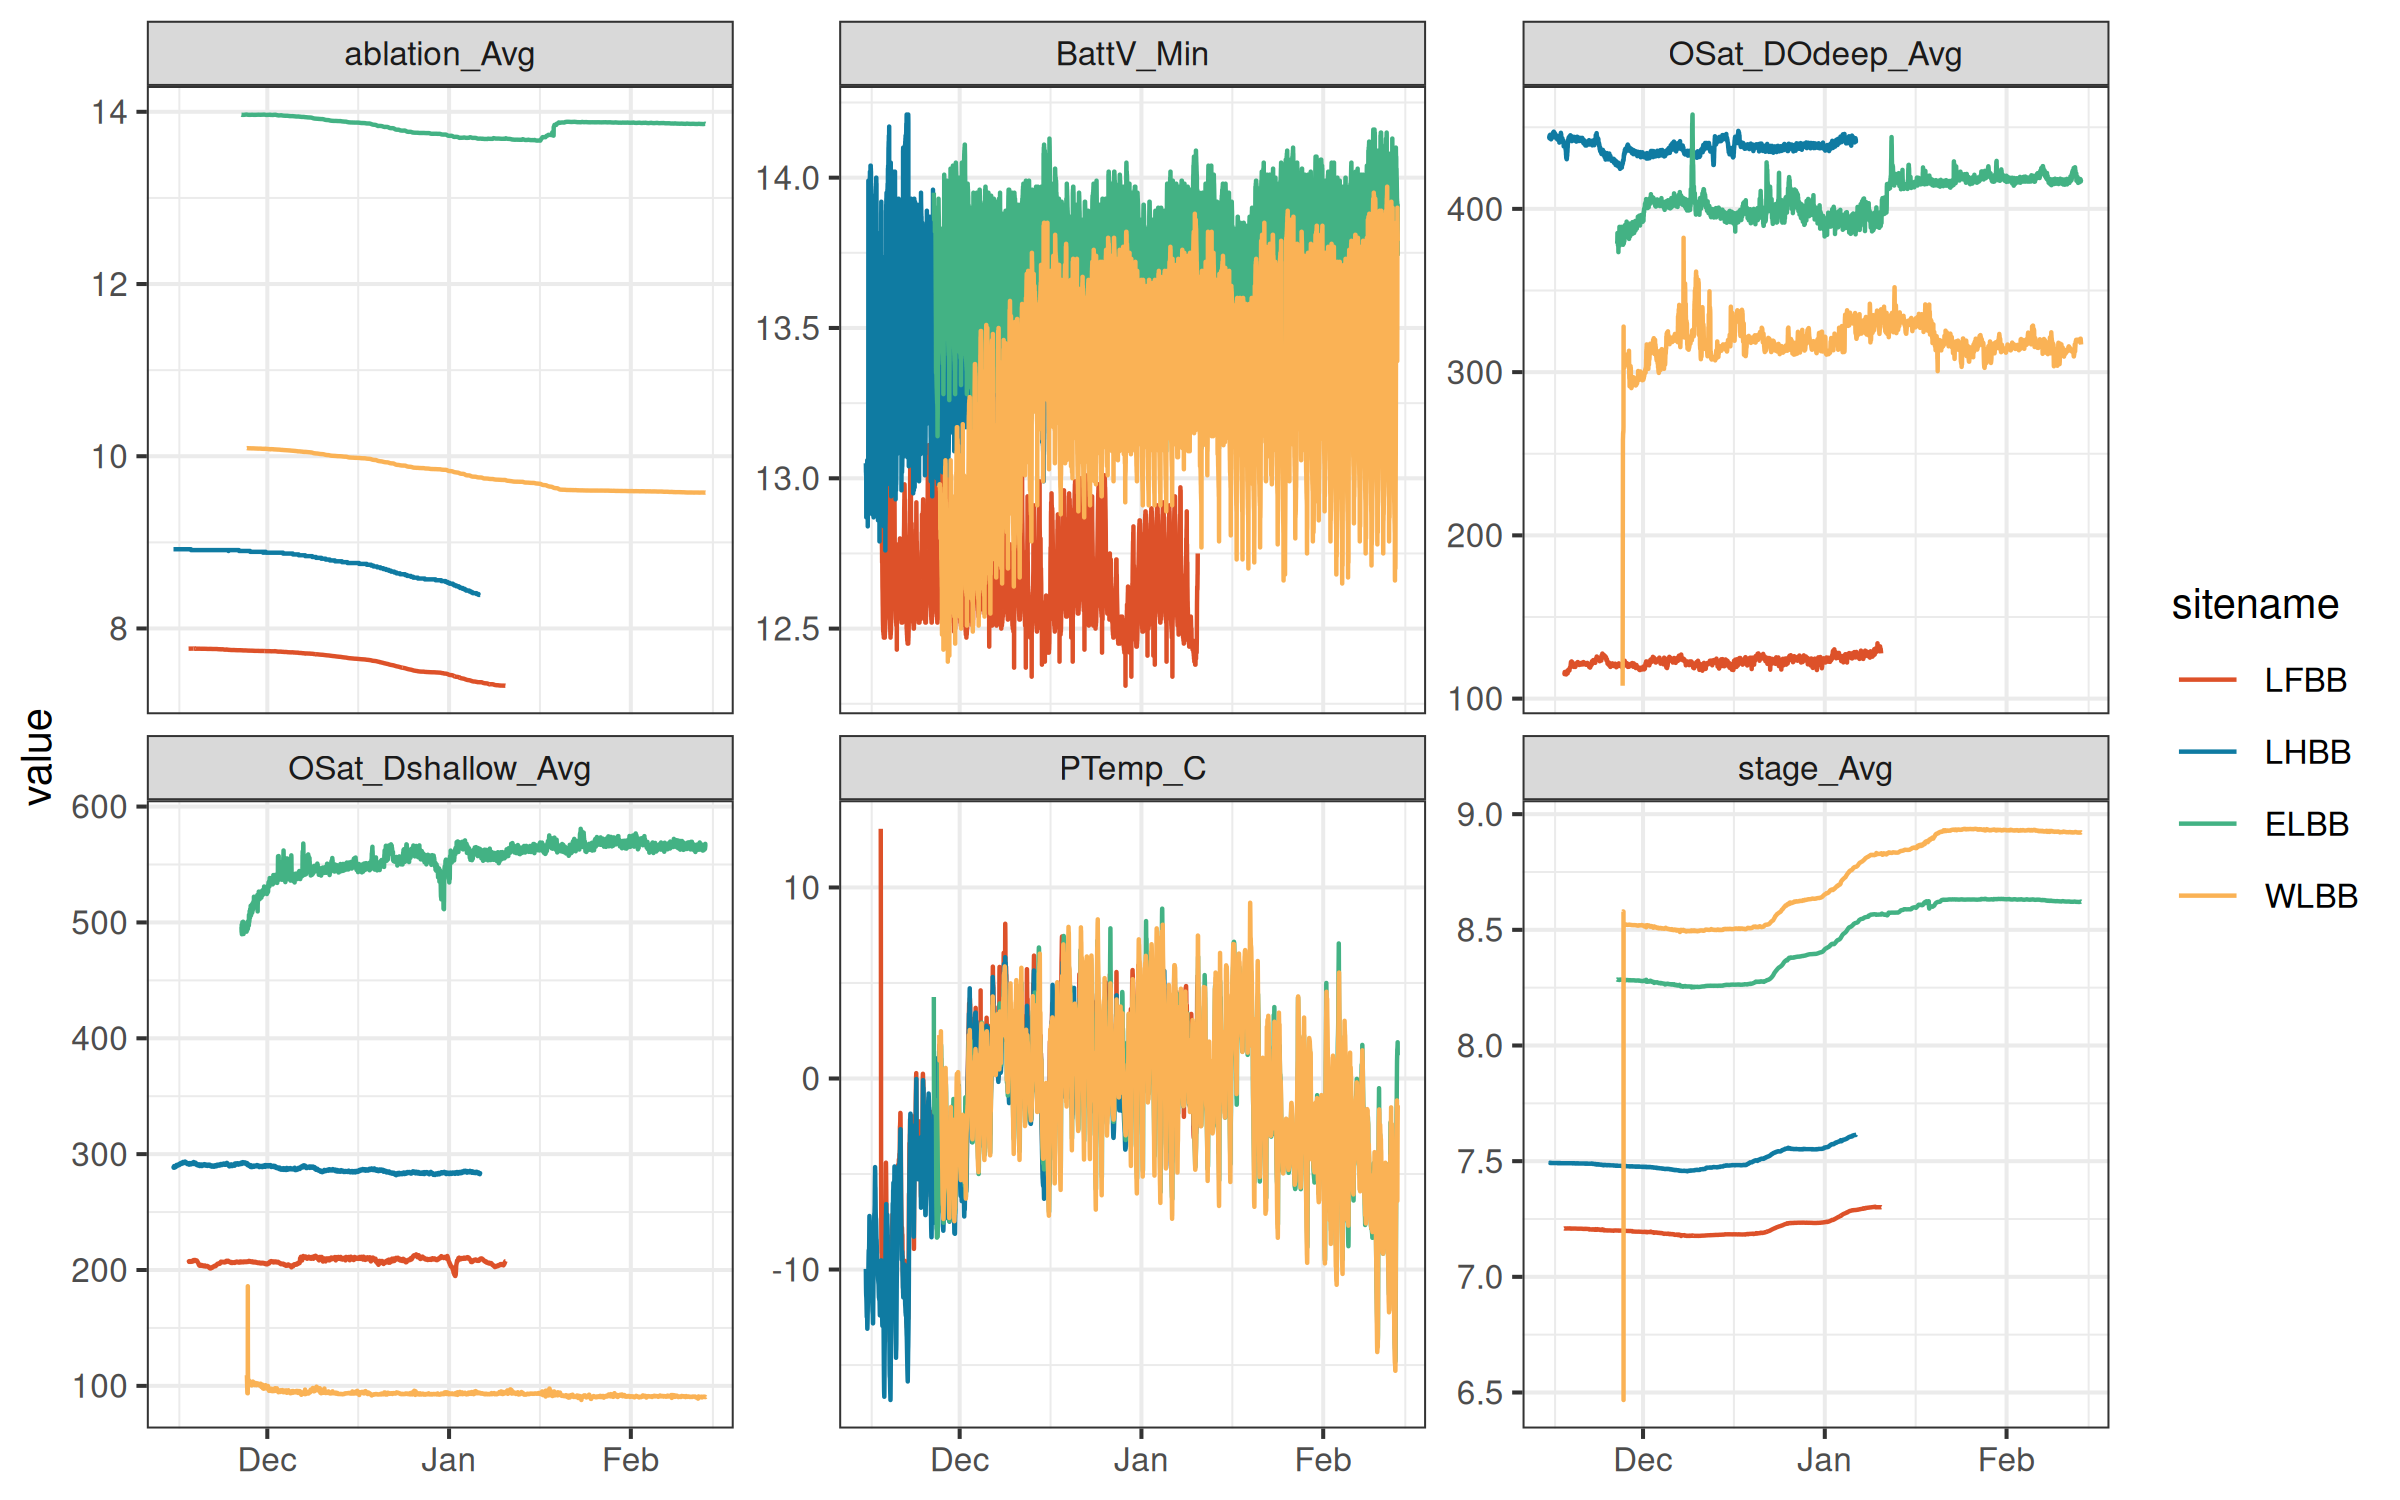 ablation_Avg
BattV_Min
OSat_DOdeep_Avg
14
12
10
8
14.0
13.5
13.0
12.5
400
300
200
100
value
OSat_Dshallow_Avg
PTemp_C
stage_Avg
600
500
400
300
200
100
10
0
-10
9.0
8.5
8.0
7.5
7.0
6.5
Dec Jan Feb
Dec Jan Feb
Dec Jan Feb
sitename
LFBB
LHBB
ELBB
WLBB